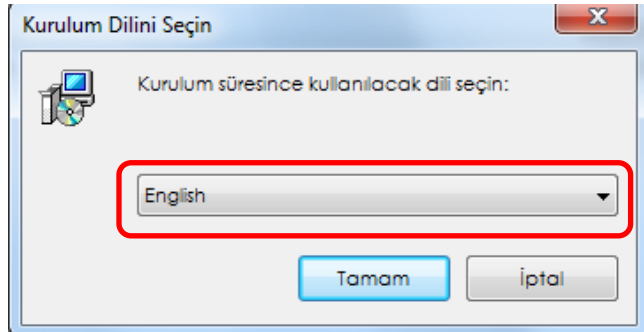 Kurulum Dilini Seçin
Kurulum süresince kullanılacak dili seçin:
English
Tamam
İptal